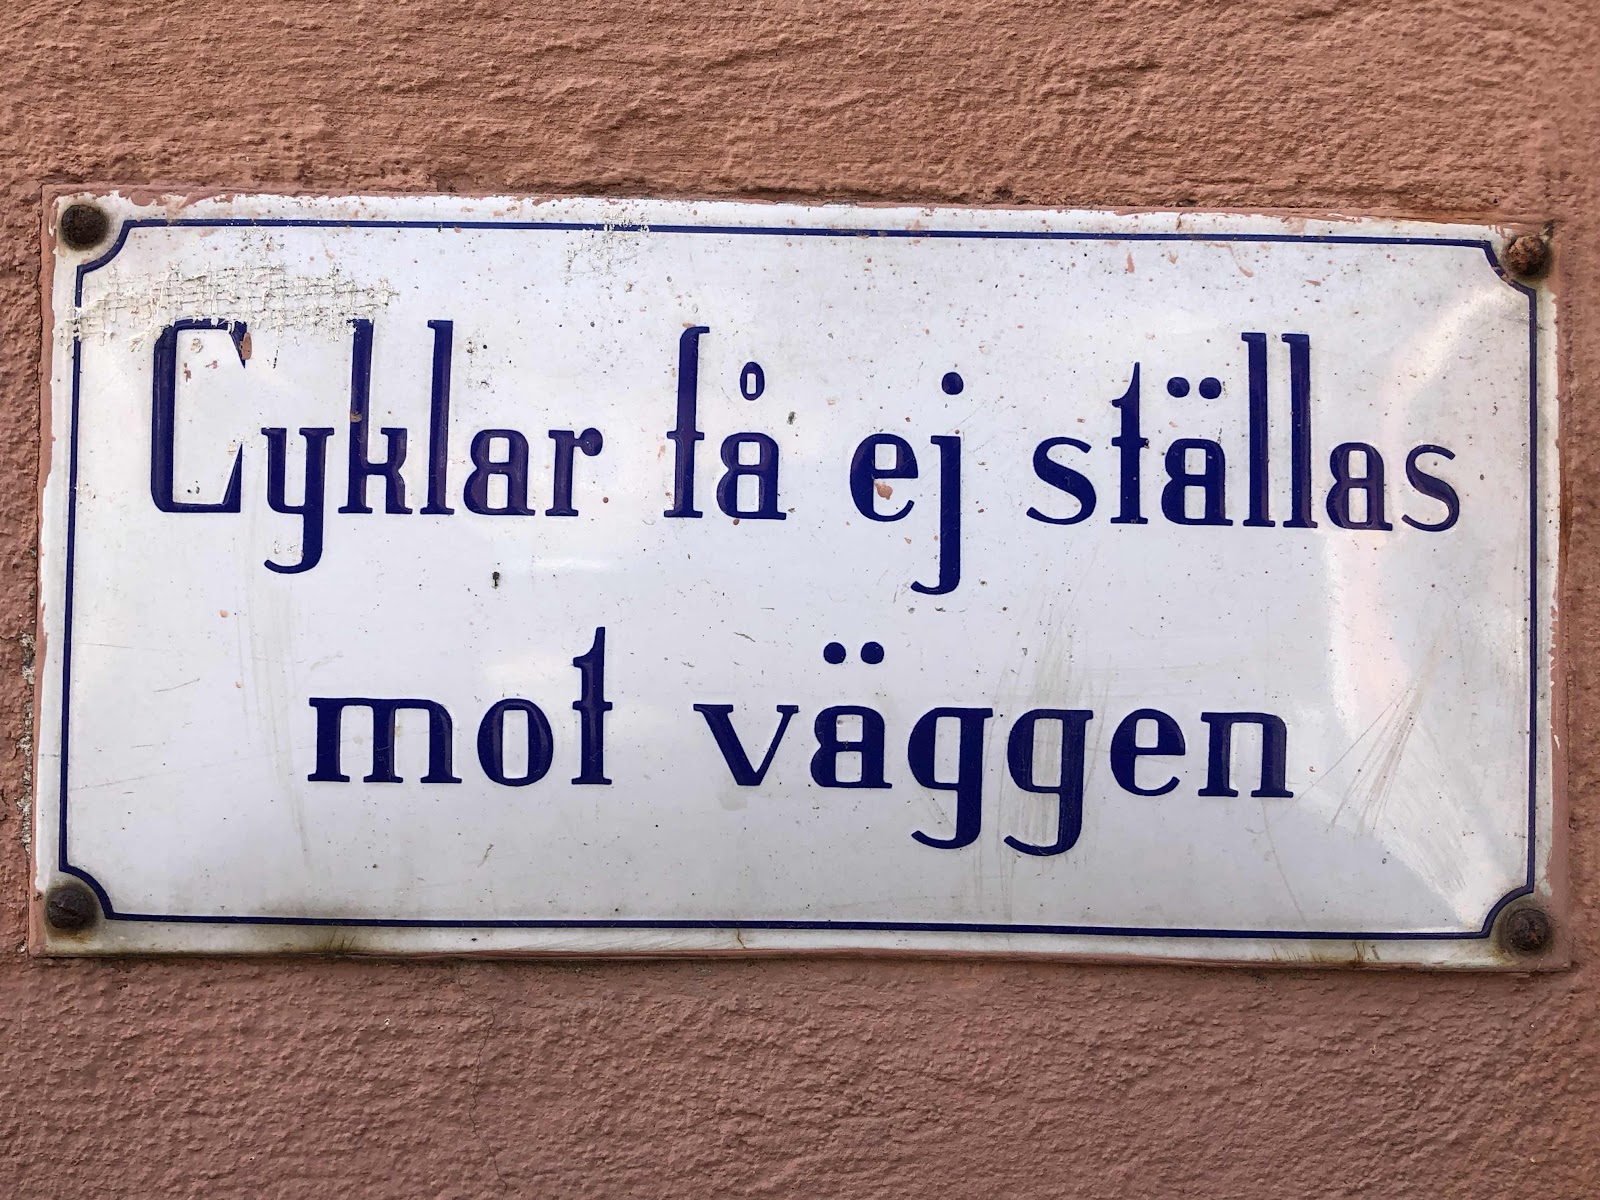 Cyklar få ej ställas
mot väggen